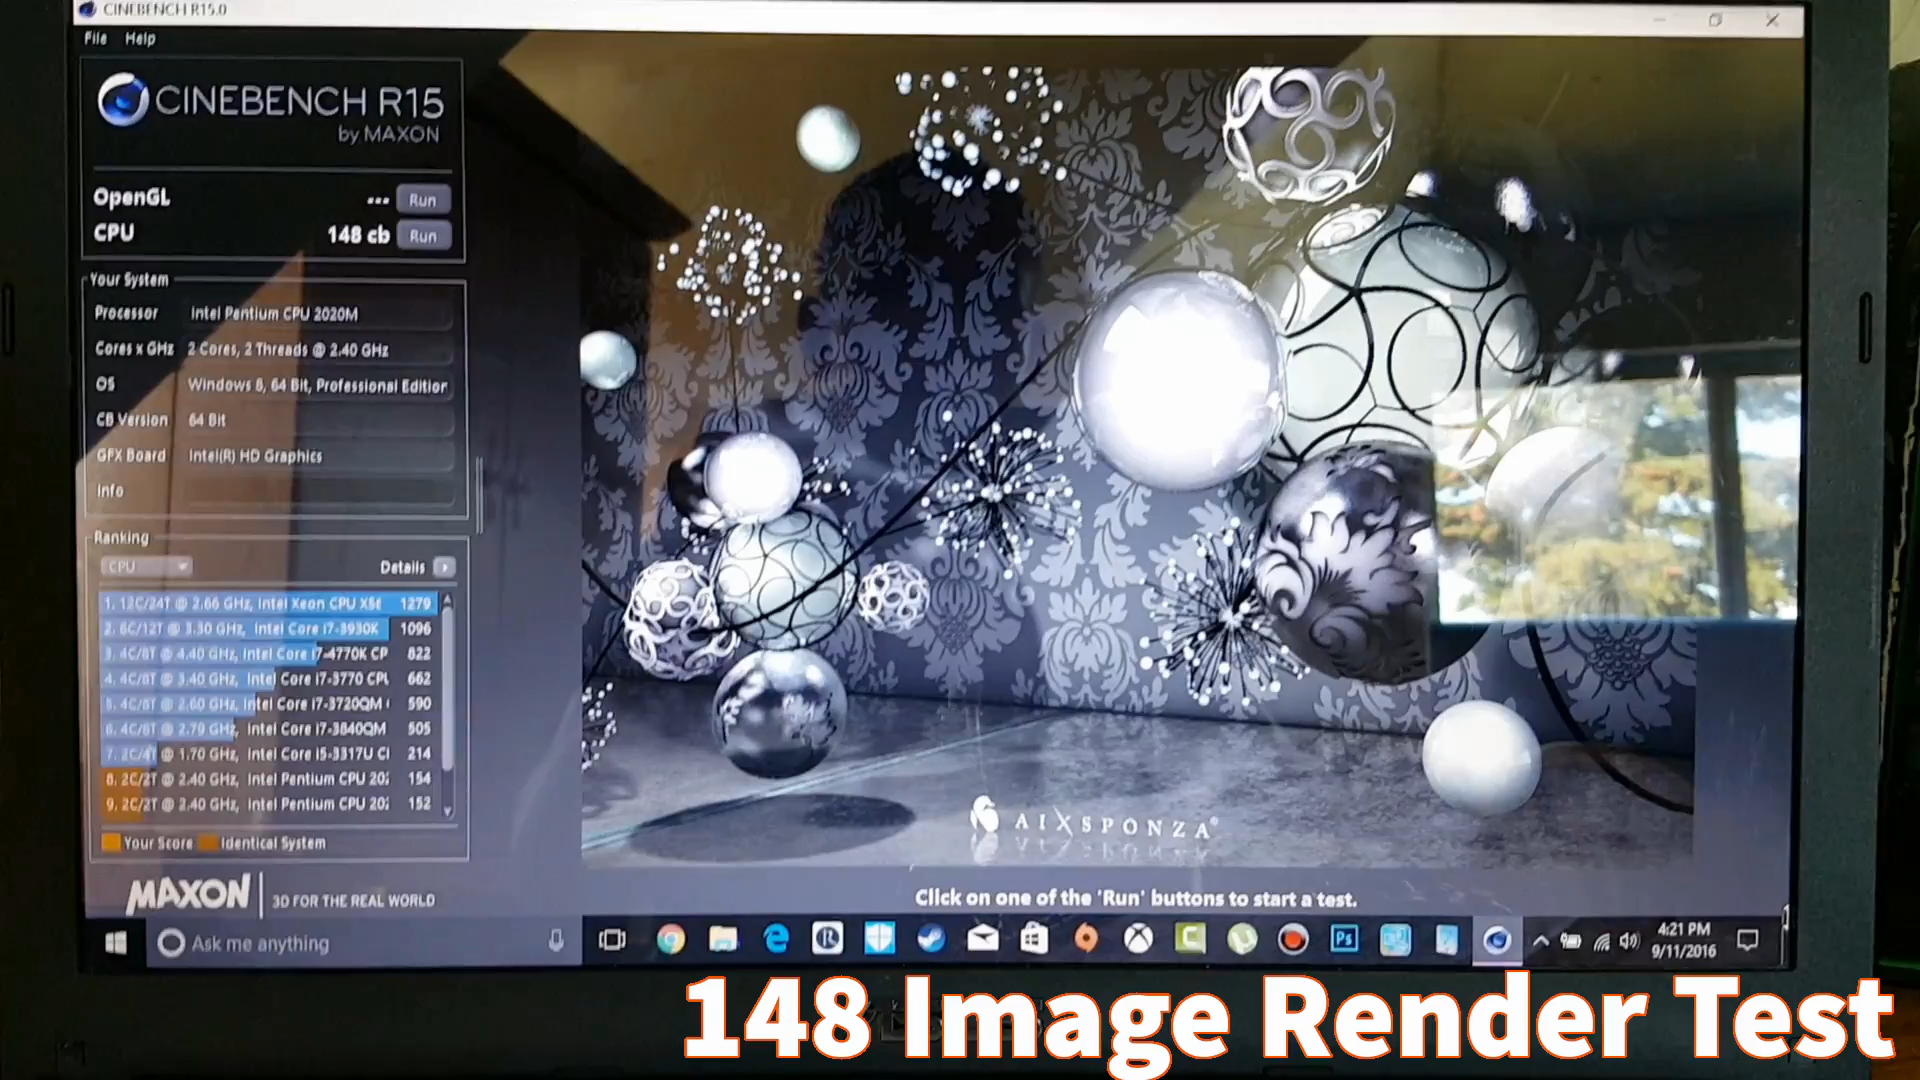 CINEBENCH R15.0
File Help
CINEBENCH R15
by MAXON
OpenGL --- Run
CPU 148 cb Run
Your System
Processor Intel Pentium CPU 2020M
Cores x GHz 2 Cores, 2 Threads @ 2.40 GHz
OS Windows 8, 64 Bit, Professional Edition
CB Version 64 Bit
GFX Board Intel(R) HD Graphics
Info
Ranking
CPU Details
1. 12C/24T @ 2.66 GHz, Intel Xeon CPU X56 1279
2. 6C/12T @ 3.30 GHz, Intel Core i7-3930K 1096
3. 4C/8T @ 4.40 GHz, Intel Core i7-4770K CP 822
4. 4C/8T @ 3.40 GHz, Intel Core i7-3770 CPU 662
5. 4C/8T @ 2.60 GHz, Intel Core i7-3720QM 590
6. 4C/8T @ 2.79 GHz, Intel Core i7-3840QM 505
7. 2C/4T @ 1.70 GHz, Intel Core i5-3317U C 214
8. 2C/2T @ 2.40 GHz, Intel Pentium CPU 202 154
9. 2C/2T @ 2.40 GHz, Intel Pentium CPU 202 152
Your Score Identical System
MAXON 3D FOR THE REAL WORLD
AIXSPONZA®
Click on one of the 'Run' buttons to start a test.
Ask me anything
Ps
4:21 PM
9/11/2016
148 Image Render Test